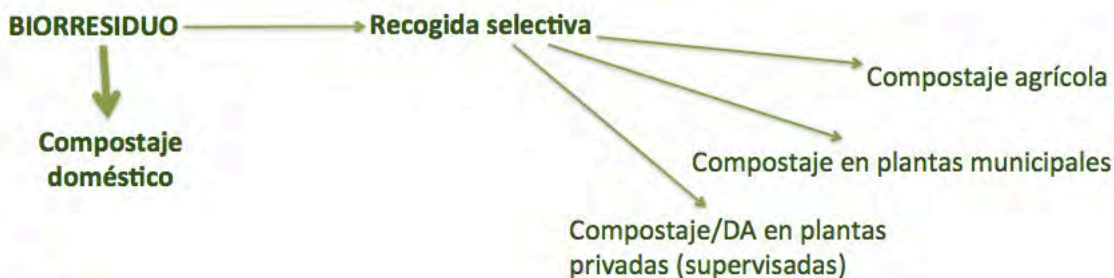 BIORRESIDUO
Recogida selectiva
Compostaje agrícola
Compostaje
doméstico
Compostaje en plantas municipales
Compostaje/DA en plantas
privadas (supervisadas)